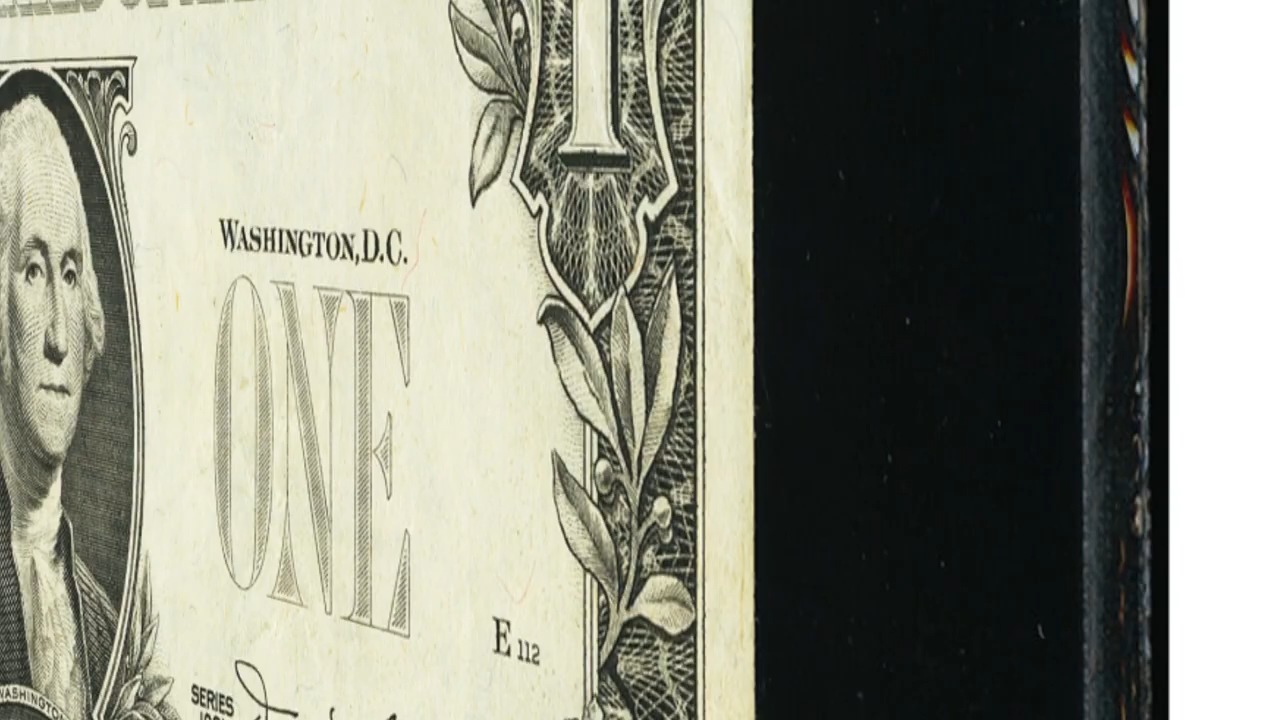 WASHINGTON, D.C.
ONE
E 112
SERIES
WASHINGTON